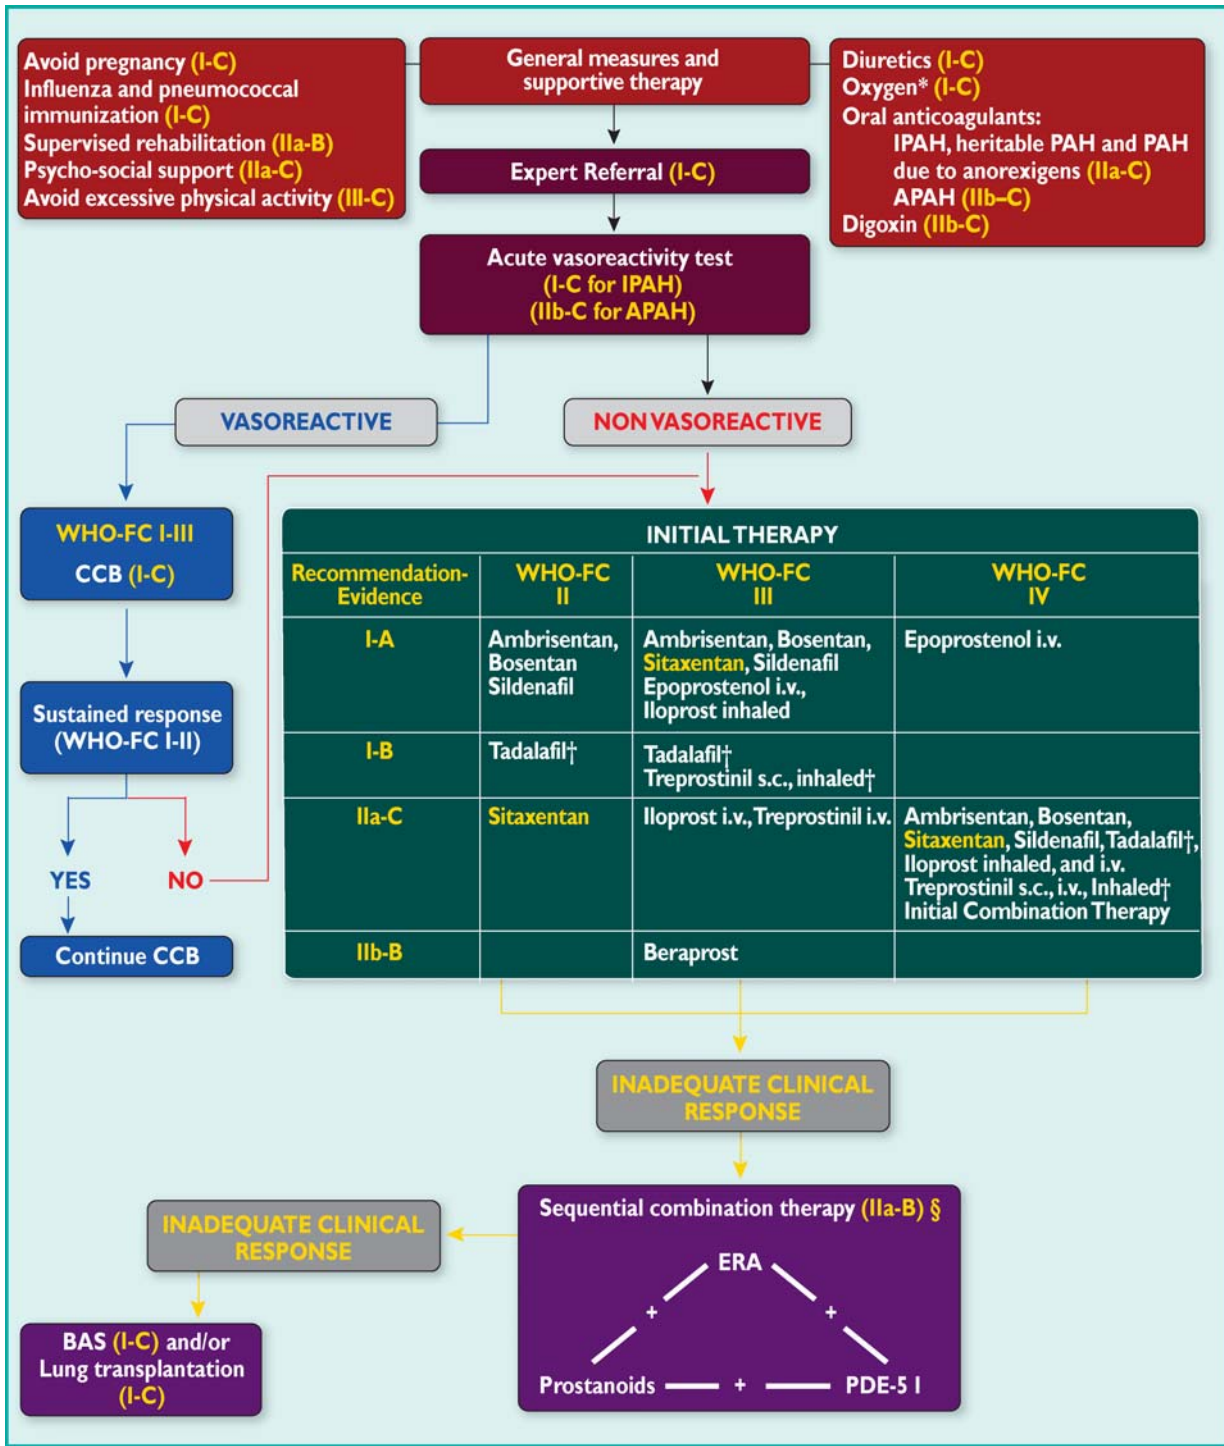 Avoid pregnancy (I-C)
Influenza and pneumococcal
immunization (I-C)
Supervised rehabilitation (IIa-B)
Psycho-social support (IIa-C)
Avoid excessive physical activity (III-C)
General measures and
supportive therapy
Diuretics (I-C)
Oxygen* (I-C)
Oral anticoagulants:
IPAH, heritable PAH and PAH
due to anorexigens (IIa-C)
APAH (IIb–C)
Digoxin (IIb-C)
Expert Referral (I-C)
Acute vasoreactivity test
(I-C for IPAH)
(IIb-C for APAH)
VASOREACTIVE
NON VASOREACTIVE
WHO-FC I-III
CCB (I-C)
Sustained response
(WHO-FC I-II)
YES
NO
Continue CCB
INITIAL THERAPY
Recommendation-
Evidence
WHO-FC
II
WHO-FC
III
WHO-FC
IV
I-A
Ambrisentan,
Bosentan
Sildenafil
Ambrisentan, Bosentan,
Sitaxentan, Sildenafil
Epoprostenol i.v.,
Iloprost inhaled
Epoprostenol i.v.
I-B
Tadalafil†
Tadalafil†
Treprostinil s.c., inhaled†
IIa-C
Sitaxentan
Iloprost i.v., Treprostinil i.v.
Ambrisentan, Bosentan,
Sitaxentan, Sildenafil, Tadalafil†,
Iloprost inhaled, and i.v.
Treprostinil s.c., i.v., Inhaled†
Initial Combination Therapy
IIb-B
Beraprost
INADEQUATE CLINICAL
RESPONSE
Sequential combination therapy (IIa-B) §
ERA
+
+
Prostanoids + PDE-5 I
INADEQUATE CLINICAL
RESPONSE
BAS (I-C) and/or
Lung transplantation
(I-C)